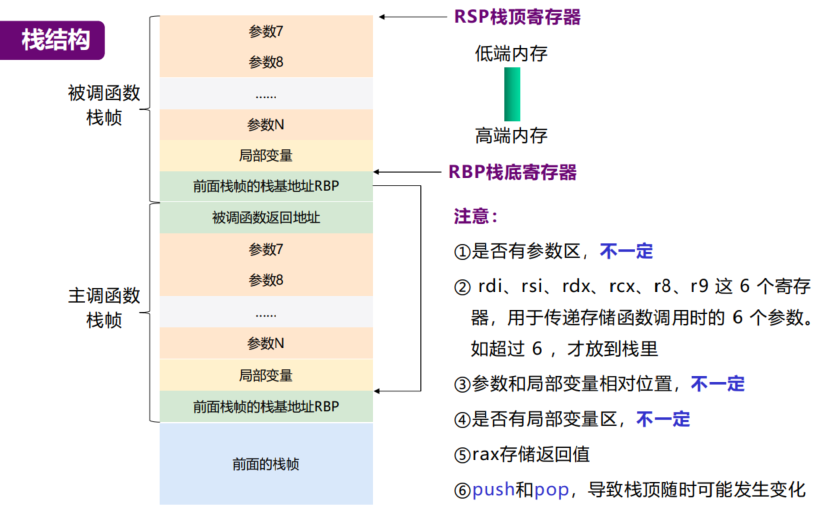 栈结构
被调函数
栈帧
主调函数
栈帧
参数7
参数8
......
参数N
局部变量
前面栈帧的栈基地址RBP
被调函数返回地址
参数7
参数8
......
参数N
局部变量
前面栈帧的栈基地址RBP
前面的栈帧
RSP栈顶寄存器
低端内存
高端内存
RBP栈底寄存器
注意：
①是否有参数区，不一定
② rdi、rsi、rdx、rcx、r8、r9 这 6 个寄存
器，用于传递存储函数调用时的 6 个参数。
如超过 6 ，才放到栈里
③参数和局部变量相对位置，不一定
④是否有局部变量区，不一定
⑤rax存储返回值
⑥push和pop，导致栈顶随时可能发生变化